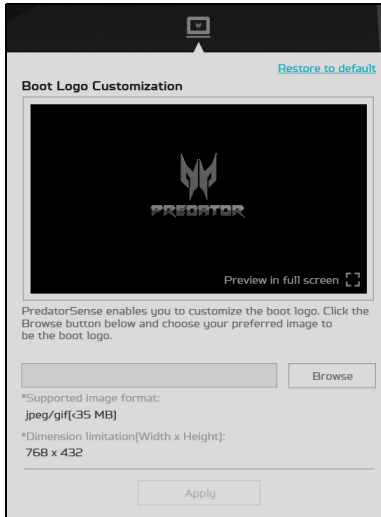 Restore to default
Boot Logo Customization
PREDATOR
Preview in full screen
PredatorSense enables you to customize the boot logo. Click the
Browse button below and choose your preferred image to
be the boot logo.
Browse
*Supported image format:
jpeg/gif(<35 MB)
*Dimension limitation(Width x Height):
768 x 432
Apply